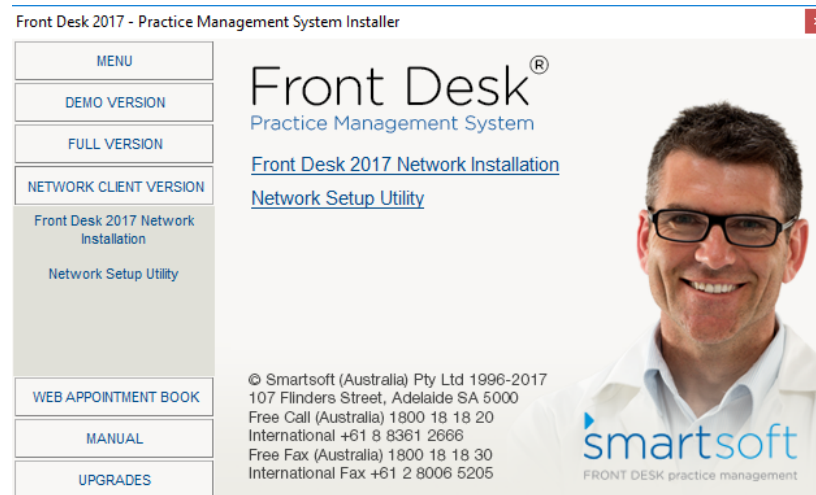 Front Desk 2017 - Practice Management System Installer
MENU
DEMO VERSION
FULL VERSION
NETWORK CLIENT VERSION
Front Desk 2017 Network
Installation
Network Setup Utility
WEB APPOINTMENT BOOK
MANUAL
UPGRADES
Front Desk®
Practice Management System
Front Desk 2017 Network Installation
Network Setup Utility
© Smartsoft (Australia) Pty Ltd 1996-2017
107 Flinders Street, Adelaide SA 5000
Free Call (Australia) 1800 18 18 20
International +61 8 8361 2666
Free Fax (Australia) 1800 18 18 30
International Fax +61 2 8006 5205
smartsoft
FRONT DESK practice management